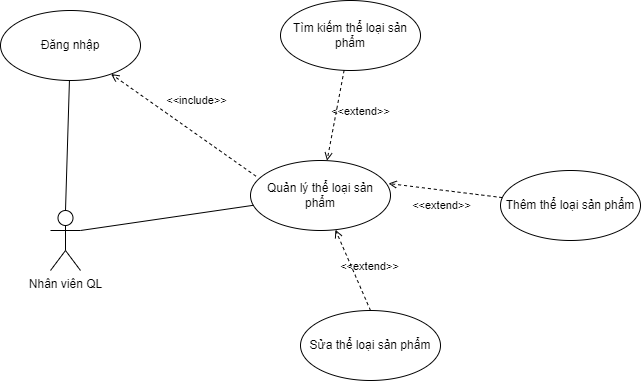 Đăng nhập
Tìm kiếm thể loại sản
phẩm
<<include>>
<<extend>>
Quản lý thể loại sản
phẩm
Thêm thể loại sản phẩm
<<extend>>
Nhân viên QL
<<extend>>
Sửa thể loại sản phẩm